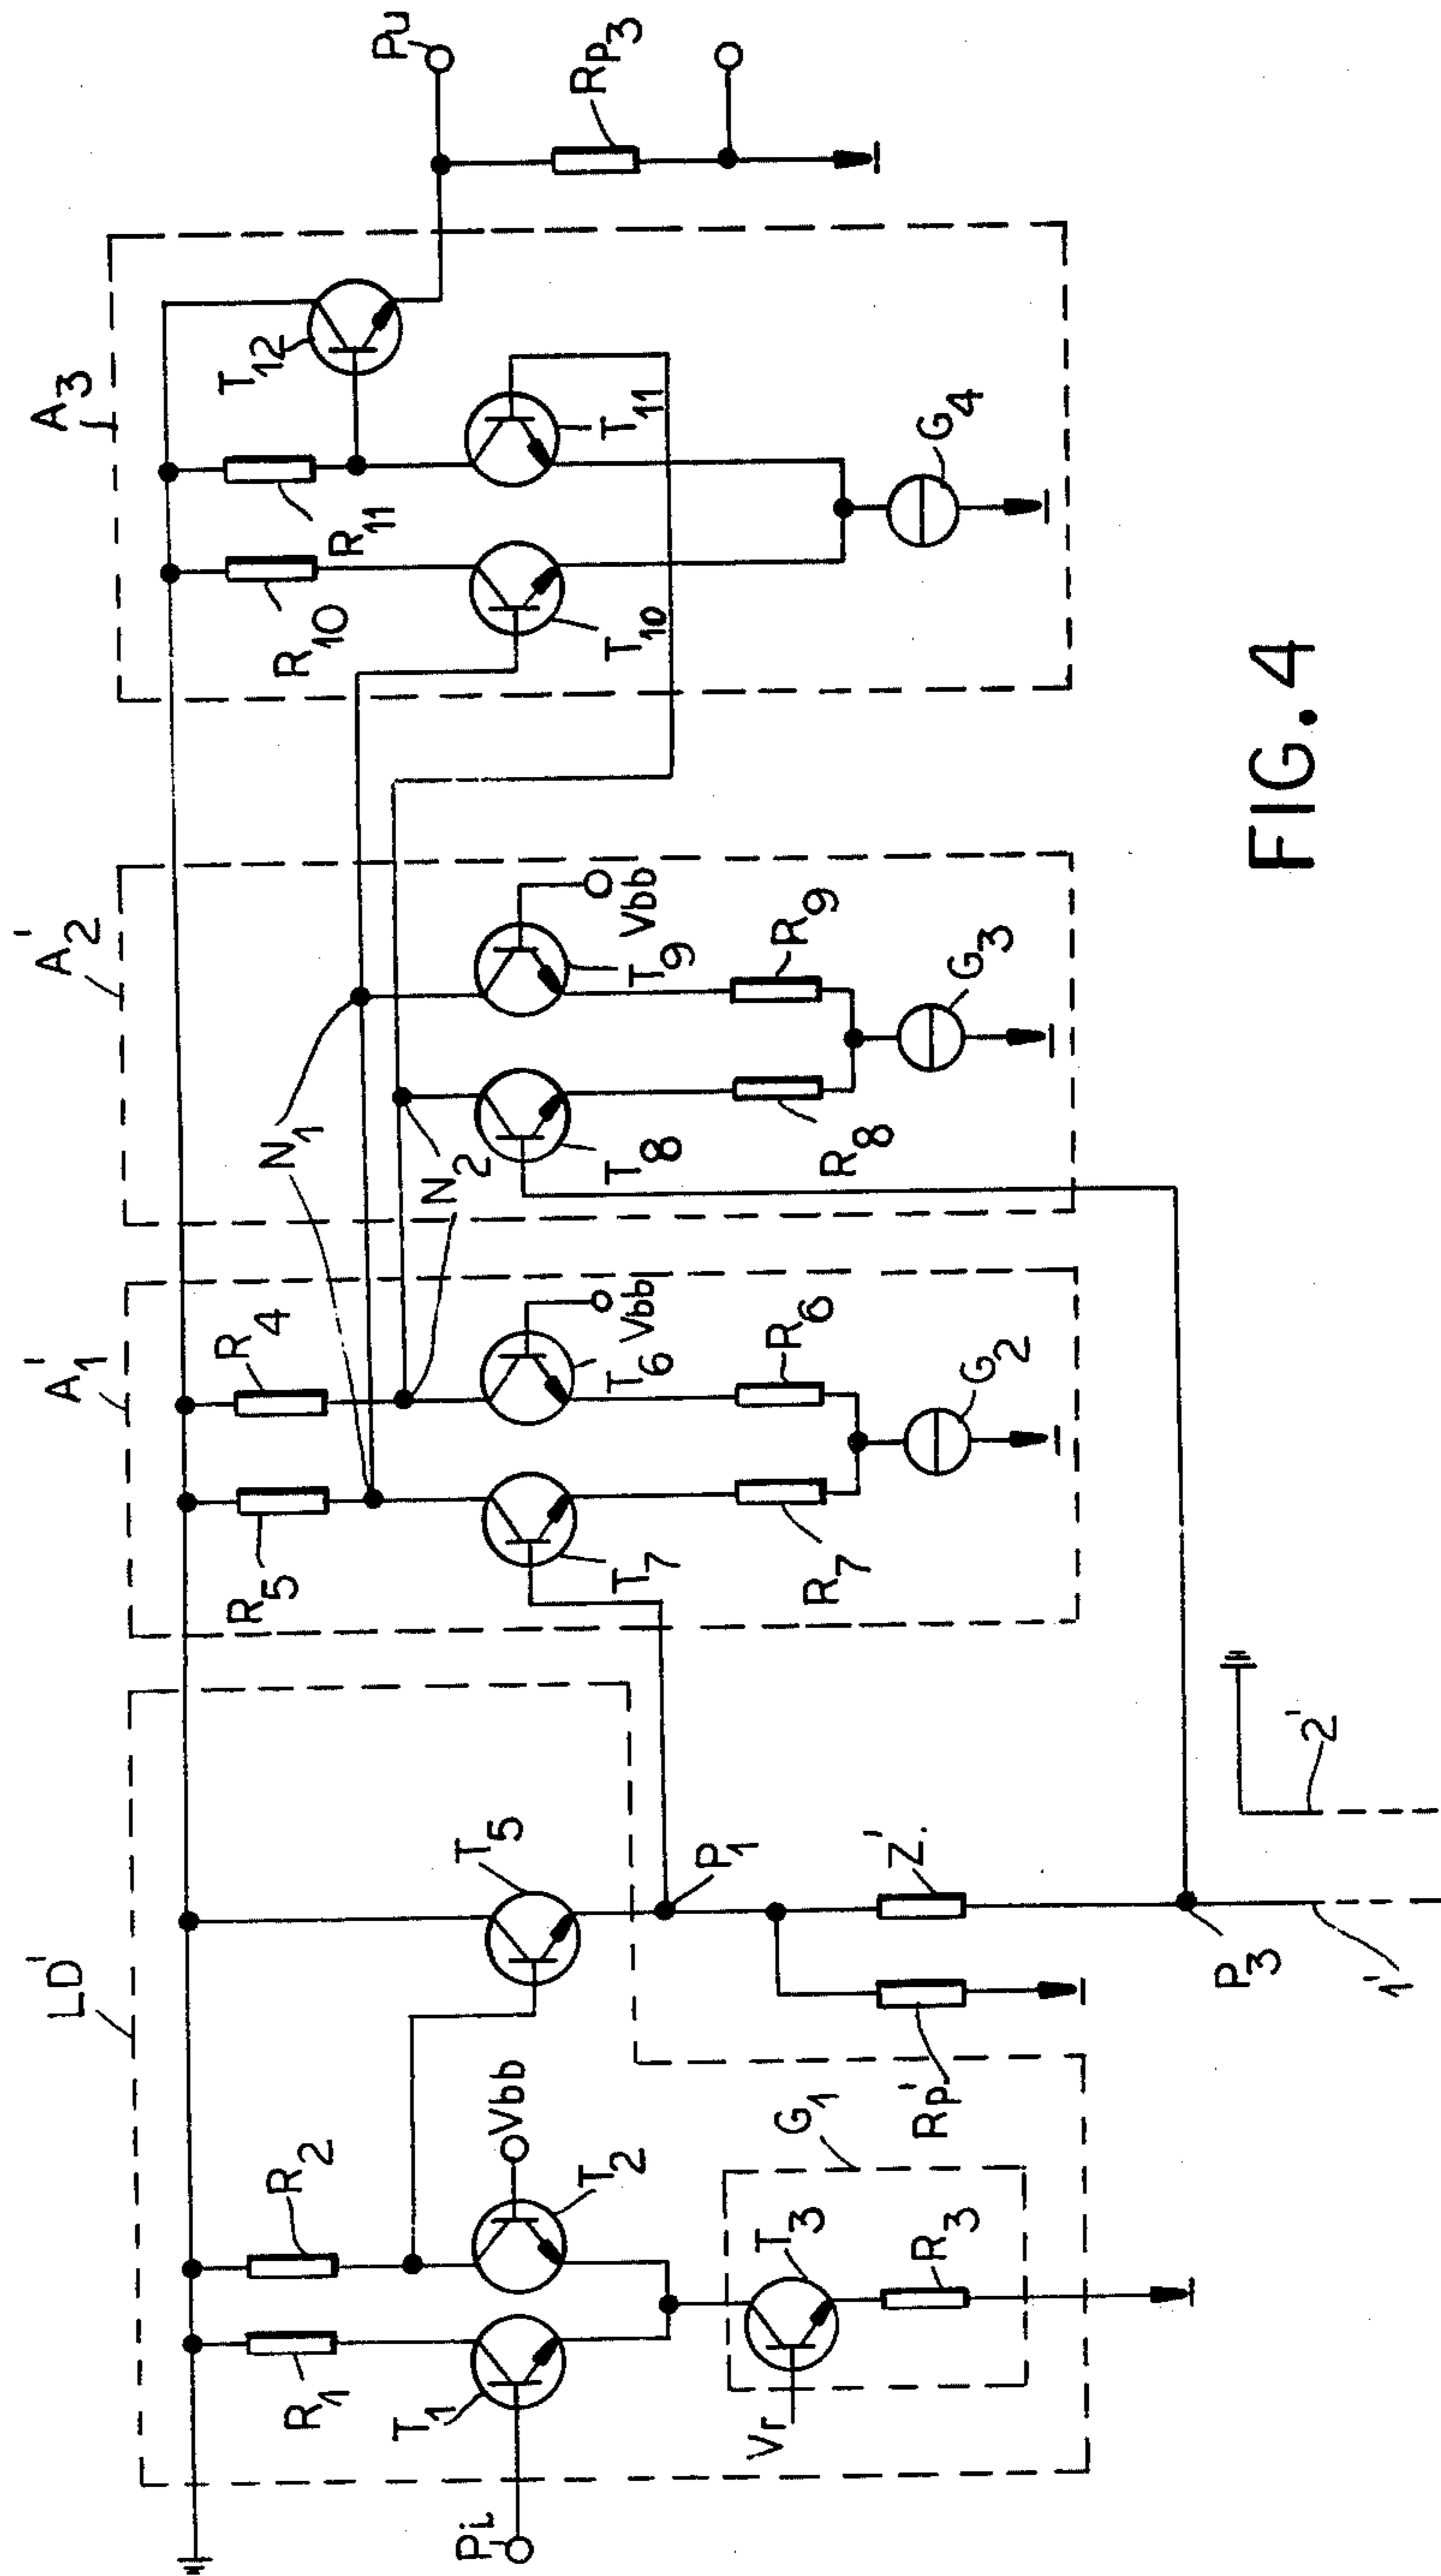 LD'
A'1
A'2
A3
Pu
R1
R2
R5
R4
N1
N2
R10
R11
T12
Rp3
Pi
T1
T2
Vbb
T5
T7
T6
Vbb
T8
T9
Vbb
T10
T11
Vr
T3
G1
R3
Rp'
Z'
P1
R7
R6
G2
R8
R9
G3
G4
P3
1'
2'
FIG. 4